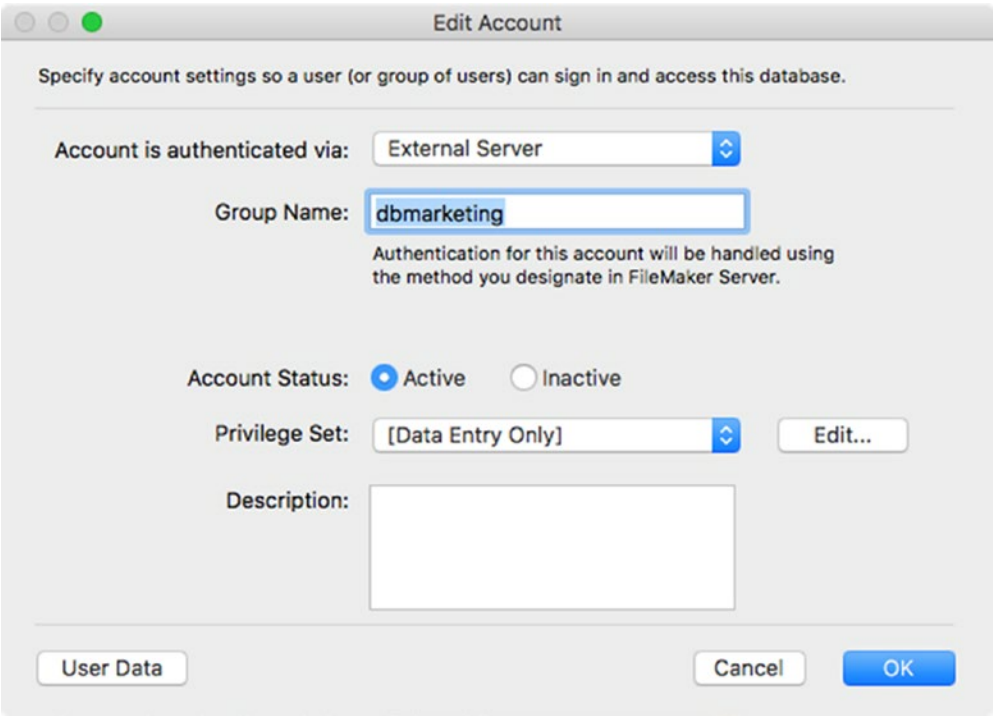 Edit Account
Specify account settings so a user (or group of users) can sign in and access this database.
Account is authenticated via: External Server
Group Name: dbmarketing
Authentication for this account will be handled using
the method you designate in FileMaker Server.
Account Status: Active Inactive
Privilege Set: [Data Entry Only] Edit...
Description:
User Data Cancel OK